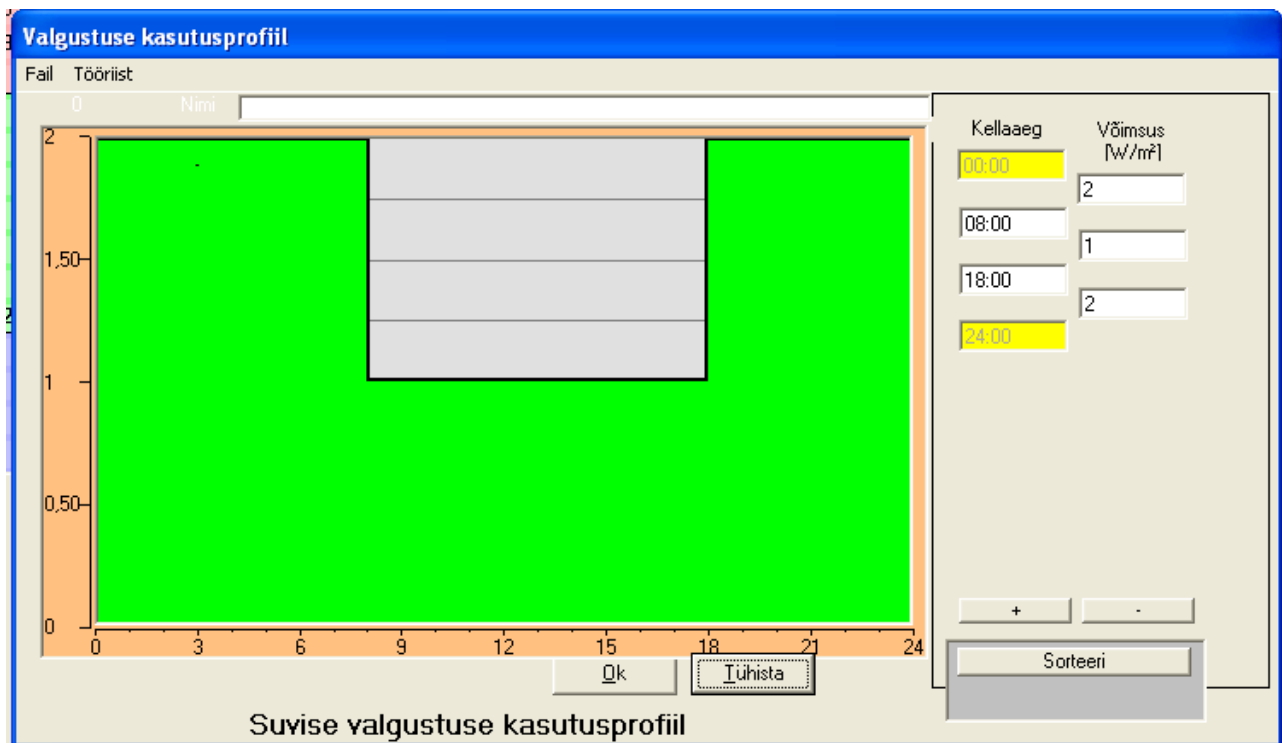 Valgustuse kasutusprofiil
Fail Tööriist
0 Nimi
Kellaaeg Võimsus
[W/m²]
00:00
2
08:00
1
18:00
2
24:00
2
1,50
1
0,50
0
0 3 6 9 12 15 18 21 24
+ -
Sorteeri
Ok Tühista
Suvise valgustuse kasutusprofiil